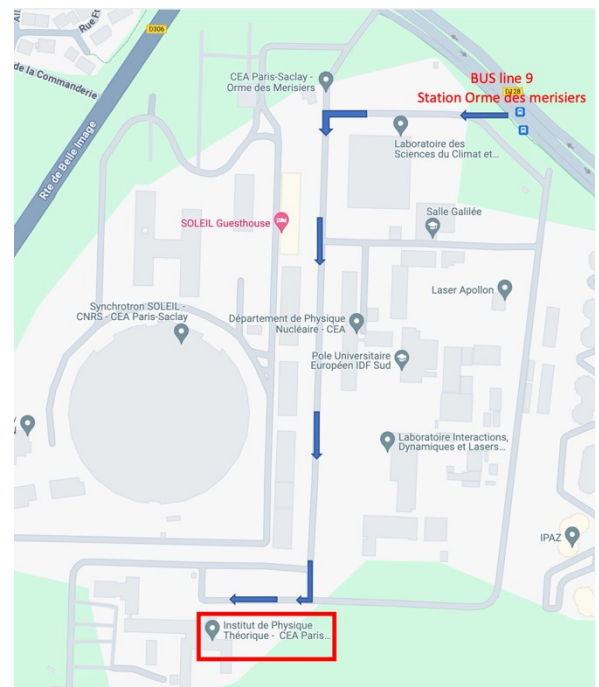 Rue Fr
D306
de la Commanderie
Rte de Belle Image
CEA Paris-Saclay -
Orme des Merisiers
BUS line 9
D128
Station Orme des merisiers
Laboratoire des
Sciences du Climat et...
Salle Galilée
SOLEIL Guesthouse
Laser Apollon
Synchrotron SOLEIL -
CNRS - CEA Paris-Saclay
Département de Physique
Nucléaire - CEA
Pole Universitaire
Européen IDF Sud
Laboratoire Interactions,
Dynamiques et Lasers...
IPAZ
Institut de Physique
Théorique - CEA Paris...